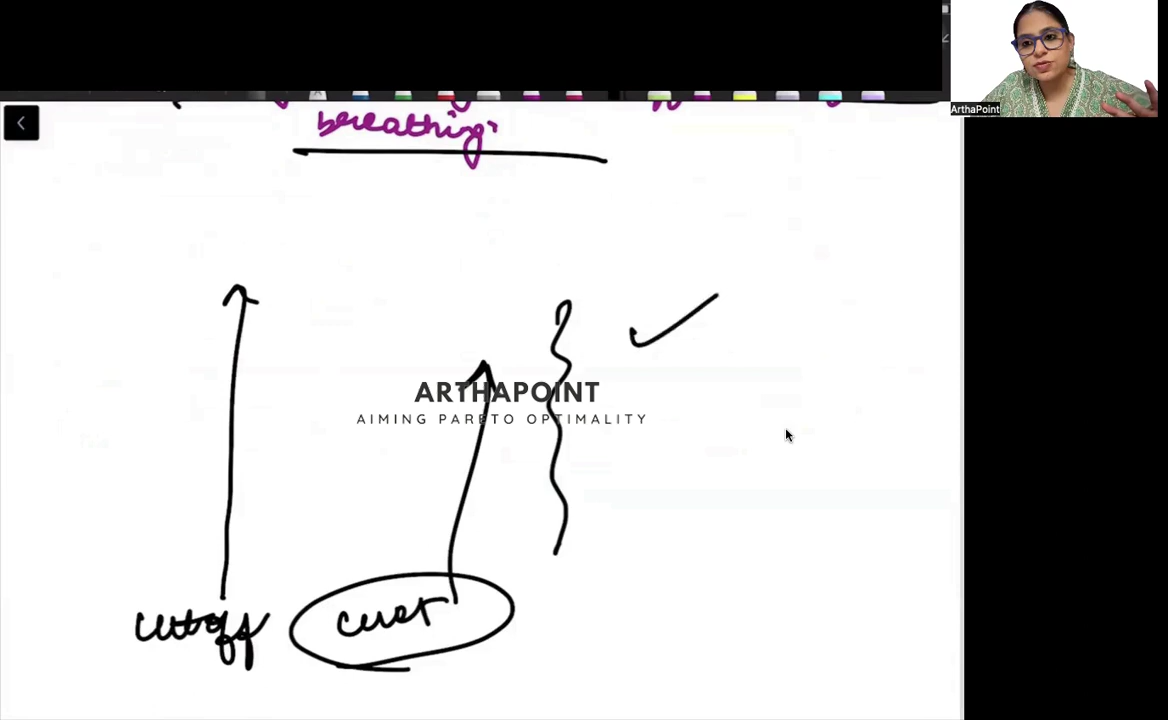 breathing
ArthaPoint
ARTHAPOINT
AIMING PARETO OPTIMALITY
cutoff cuet